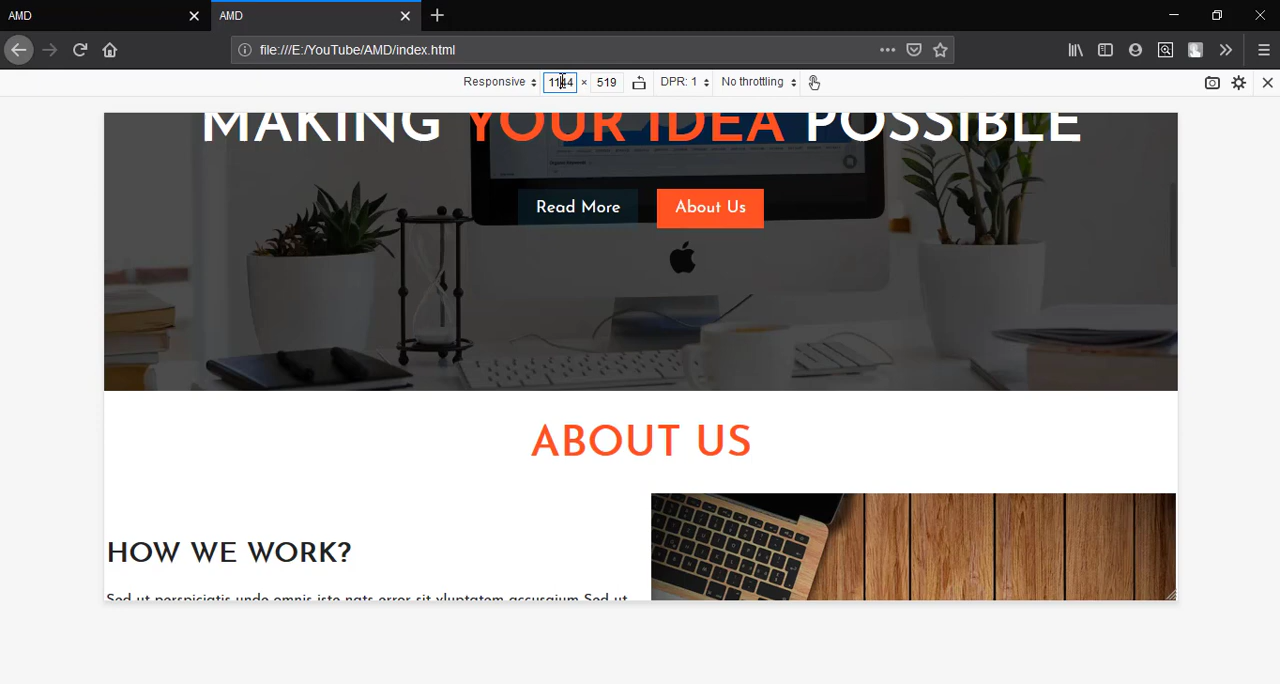 AMD
AMD
file:///E:/YouTube/AMD/index.html
Responsive 1144 × 519 DPR: 1 No throttling
MAKING YOUR IDEA POSSIBLE
Read More About Us
ABOUT US
HOW WE WORK?
Sed ut perspiciatis unde omnis iste nats error sit vluptatem accusaium Sed ut